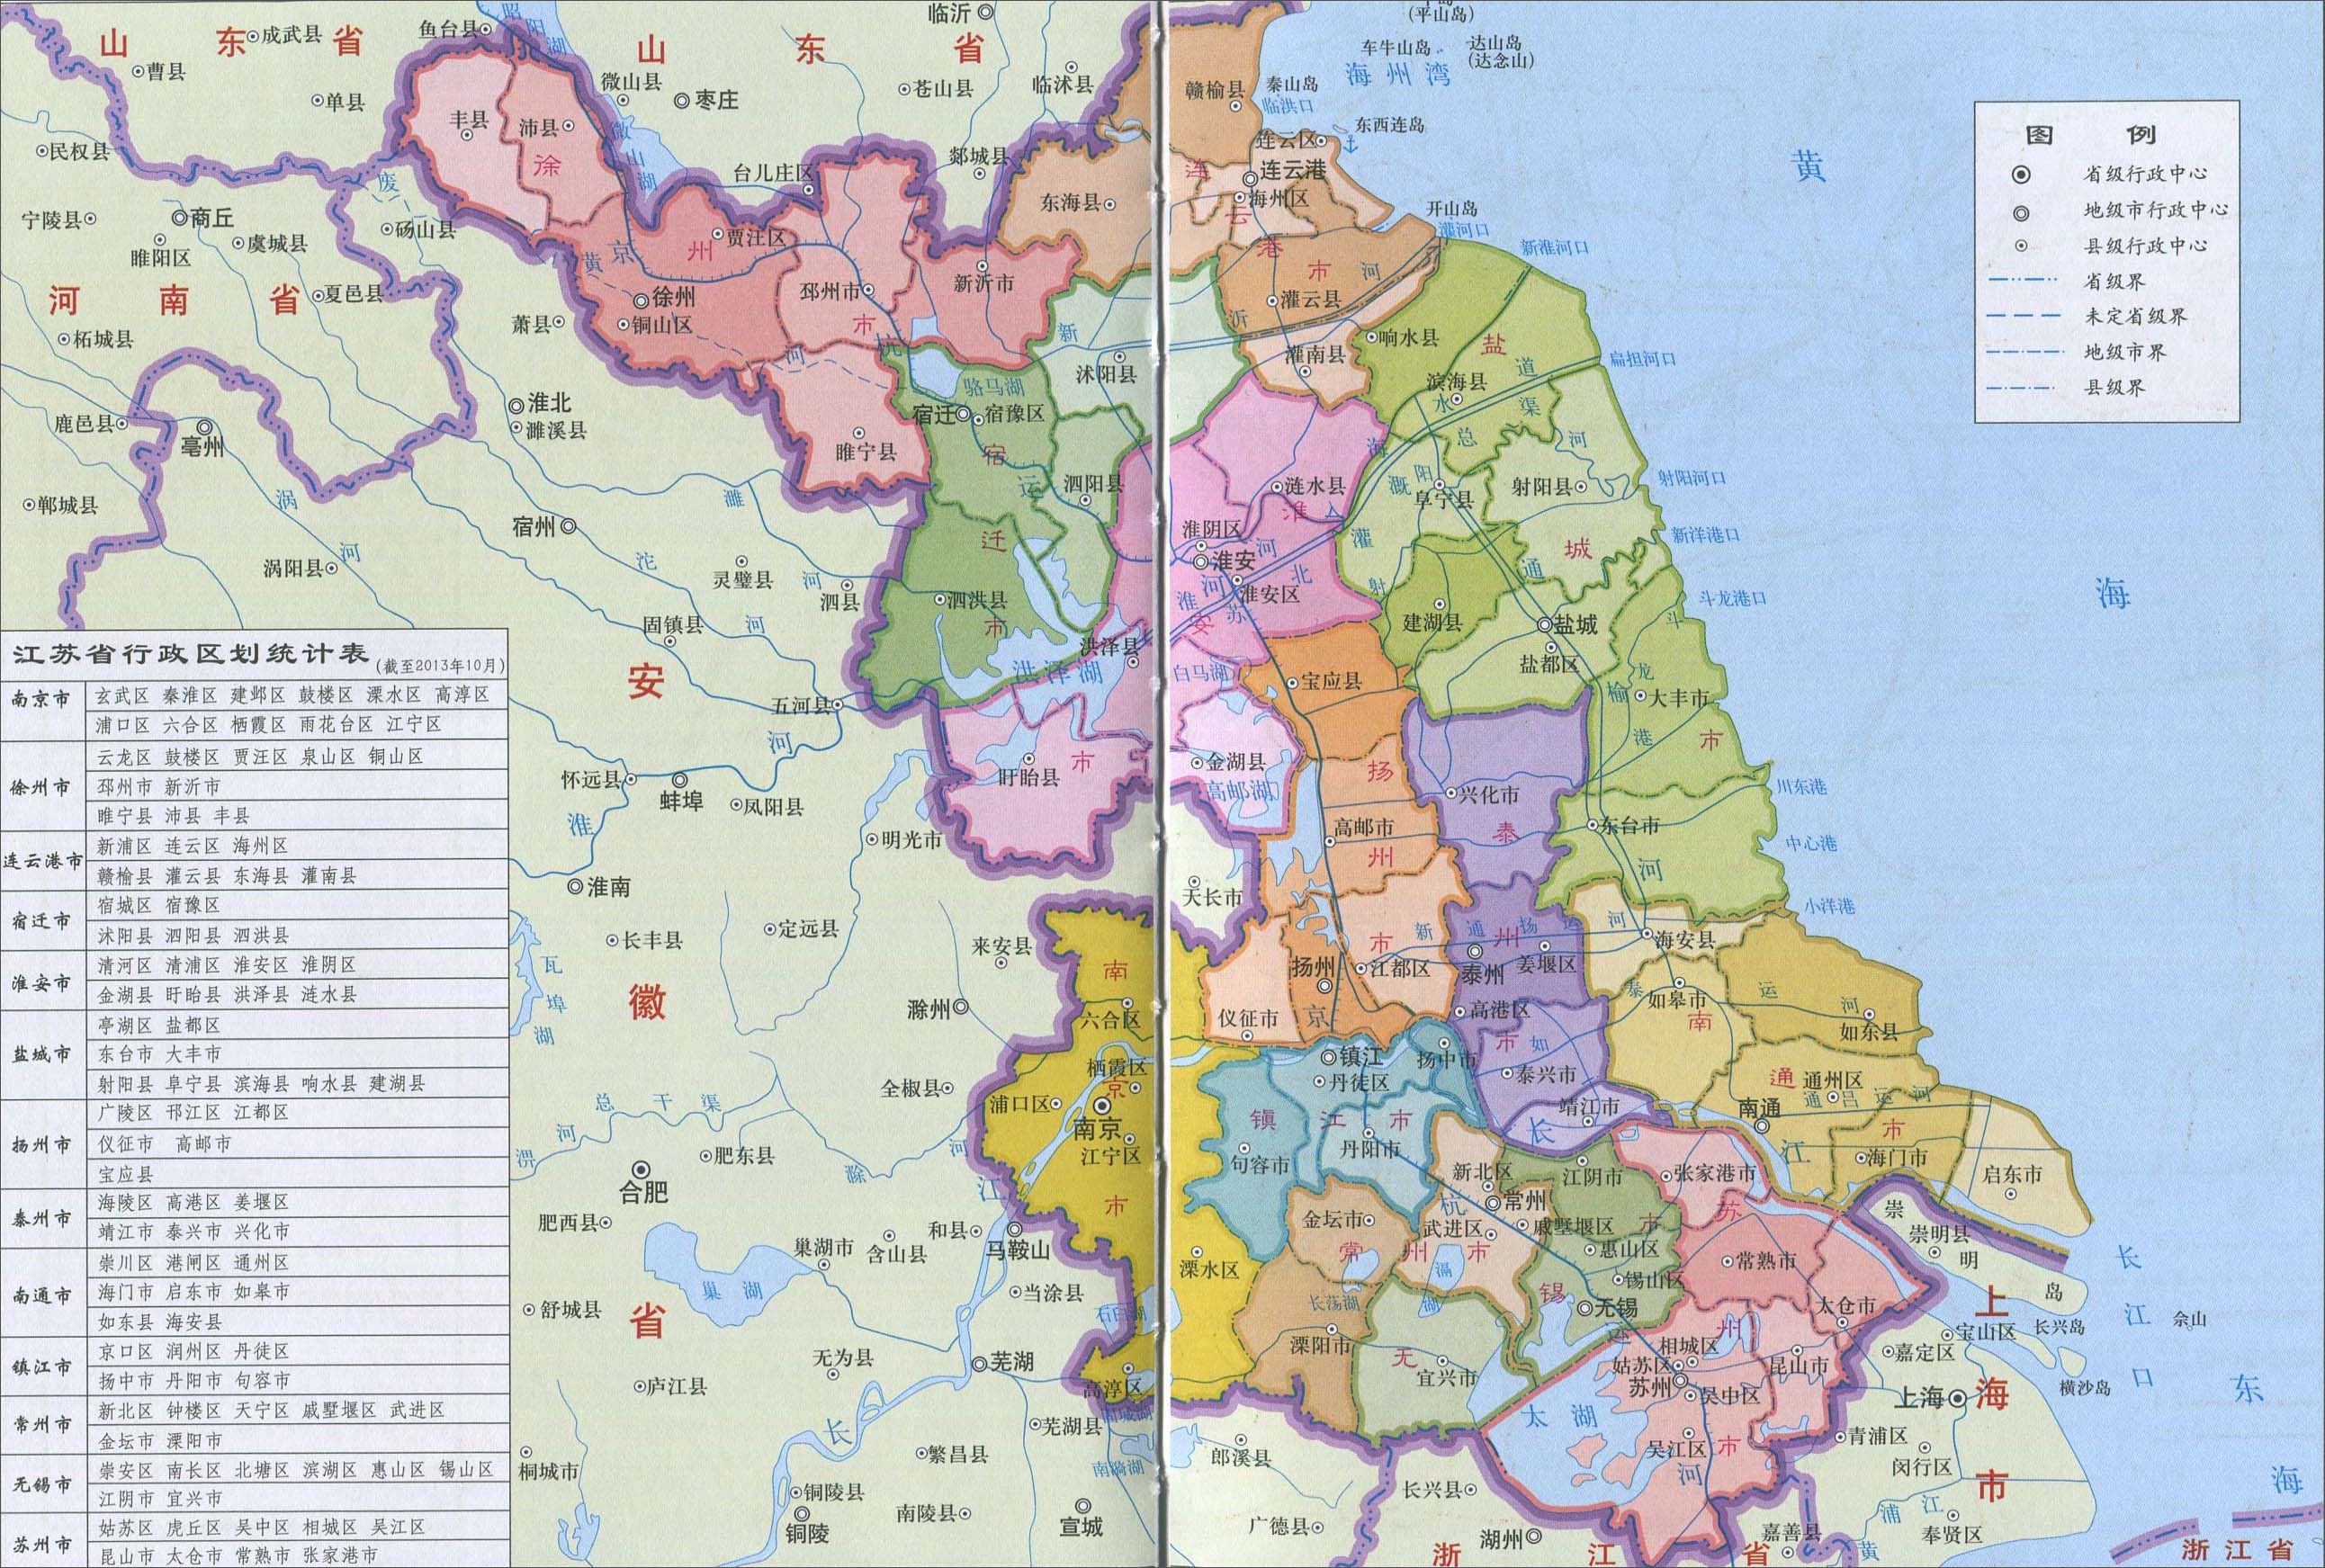 山东省
成武县
鱼台县
昭阳湖
山东省
临沂
(平山岛)
曹县
单县
微山县
枣庄
苍山县
临沭县
赣榆县
秦山岛
临洪口
车牛山岛
达山岛
(达念山)
海州湾
丰县
沛县
民权县
微山湖
台儿庄区
郯城县
连云区
东西连岛
连云港
海州区
连云港市
黄海
图例
省级行政中心
地级市行政中心
县级行政中心
省级界
未定省级界
地级市界
县级界
宁陵县
商丘
睢阳区
虞城县
砀山县
废黄河
徐州市
贾汪区
东海县
开山岛
灌河口
新淮河口
河南省
夏邑县
柘城县
萧县
徐州
铜山区
邳州市
新沂市
新沂河
灌云县
灌南县
响水县
扁担河口
沭阳县
骆马湖
宿迁
宿豫区
滨海县
淮北
濉溪县
鹿邑县
亳州
睢宁县
京杭运河
泗阳县
涟水县
阜宁县
射阳县
射阳河口
郸城县
涡河
宿州
濉河
沱河
宿迁市
淮阴区
淮安
淮安区
淮安市
苏北灌溉总渠
淮河入海水道
新洋港口
盐城市
涡阳县
灵璧县
泗县
泗洪县
建湖县
斗龙港口
斗龙港
盐城
盐都区
固镇县
洪泽县
洪泽湖
白马湖
宝应县
大丰市
安徽省
五河县
盱眙县
金湖县
高邮湖
兴化市
东台市
川东港
中心港
小洋港
通榆河
射阳河
怀远县
蚌埠
凤阳县
淮河
明光市
高邮市
扬州市
泰州市
淮南
天长市
长丰县
定远县
来安县
滁州
瓦埠湖
六合区
仪征市
扬州
江都区
新通扬运河
泰州
姜堰区
高港区
海安县
如皋市
如东县
如泰运河
全椒县
浦口区
栖霞区
南京
江宁区
南京市
镇江
丹徒区
扬中市
泰兴市
靖江市
通州区
南通
通吕运河
南通市
海门市
启东市
总干渠
淠河
肥东县
滁河
合肥
肥西县
句容市
丹阳市
镇江市
新北区
常州
武进区
戚墅堰区
常州市
江阴市
张家港市
长江
崇明岛
崇明县
巢湖市
含山县
和县
马鞍山
当涂县
巢湖
舒城县
溧水区
金坛市
滆湖
长荡湖
惠山区
锡山区
无锡
无锡市
常熟市
太仓市
苏州市
长江口
佘山
长兴岛
宝山区
嘉定区
横沙岛
石臼湖
高淳区
固城湖
南漪湖
无为县
芜湖
庐江县
芜湖县
溧阳市
宜兴市
相城区
姑苏区
苏州
吴中区
昆山市
吴江区
太湖
上海
上海市
青浦区
闵行区
奉贤区
黄浦江
东海
桐城市
繁昌县
铜陵县
铜陵
南陵县
宣城
郎溪县
广德县
长兴县
湖州
嘉善县
浙江省
浙江省
江苏省行政区划统计表(截至2013年10月)
南京市 玄武区 秦淮区 建邺区 鼓楼区 溧水区 高淳区
浦口区 六合区 栖霞区 雨花台区 江宁区
徐州市 云龙区 鼓楼区 贾汪区 泉山区 铜山区
邳州市 新沂市
睢宁县 沛县 丰县
连云港市 新浦区 连云区 海州区
赣榆县 灌云县 东海县 灌南县
宿迁市 宿城区 宿豫区
沭阳县 泗阳县 泗洪县
淮安市 清河区 清浦区 淮安区 淮阴区
金湖县 盱眙县 洪泽县 涟水县
盐城市 亭湖区 盐都区
东台市 大丰市
射阳县 阜宁县 滨海县 响水县 建湖县
扬州市 广陵区 邗江区 江都区
仪征市 高邮市
宝应县
泰州市 海陵区 高港区 姜堰区
靖江市 泰兴市 兴化市
南通市 崇川区 港闸区 通州区
海门市 启东市 如皋市
如东县 海安县
镇江市 京口区 润州区 丹徒区
扬中市 丹阳市 句容市
常州市 新北区 钟楼区 天宁区 戚墅堰区 武进区
金坛市 溧阳市
无锡市 崇安区 南长区 北塘区 滨湖区 惠山区 锡山区
江阴市 宜兴市
苏州市 姑苏区 虎丘区 吴中区 相城区 吴江区
昆山市 太仓市 常熟市 张家港市